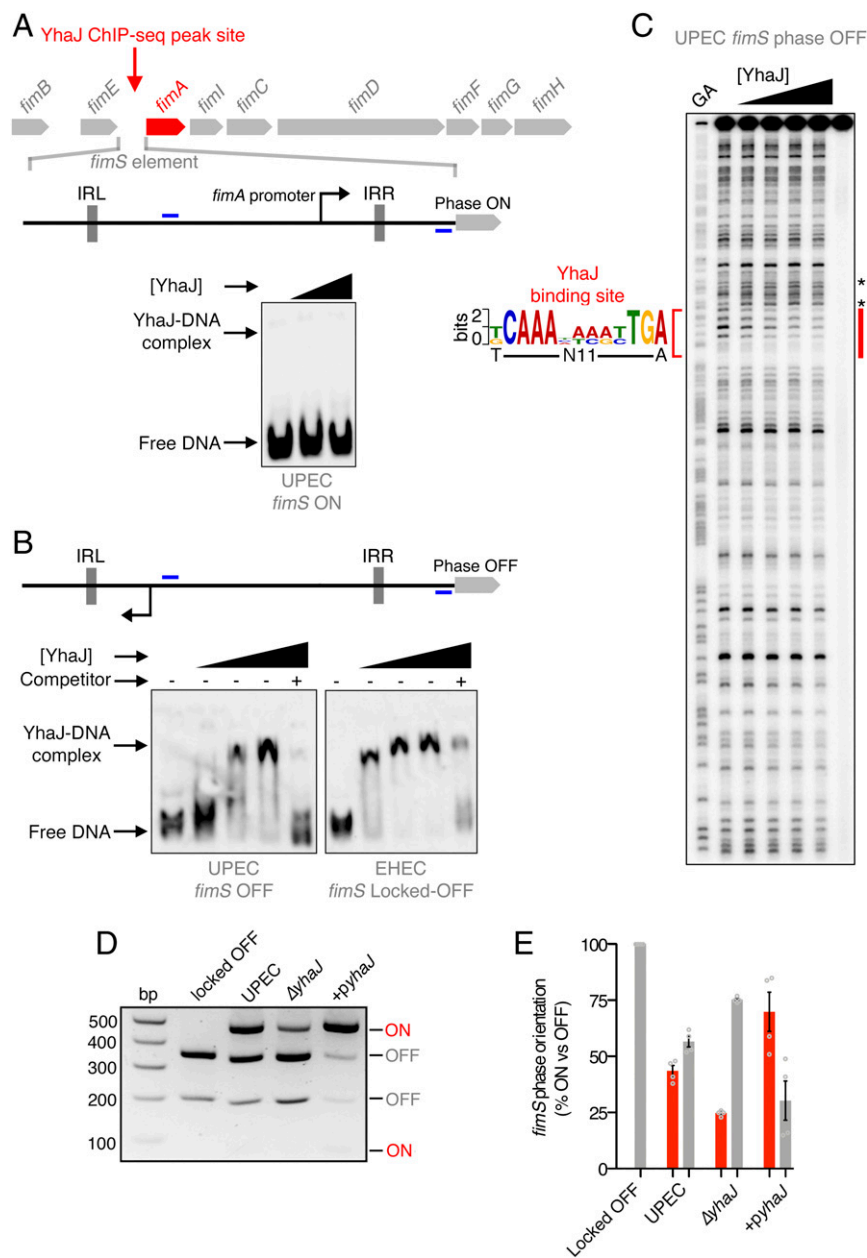 A
YhaJ ChIP-seq peak site
fimB
fimE
fimA
fimI
fimC
fimD
fimF
fimG
fimH
fimS element
IRL
fimA promoter
IRR
Phase ON
[YhaJ]
YhaJ-DNA
complex
Free DNA
UPEC
fimS ON
B
IRL
IRR
Phase OFF
[YhaJ]
Competitor
- - - - +
- - - - +
YhaJ-DNA
complex
Free DNA
UPEC
fimS OFF
EHEC
fimS Locked-OFF
C
UPEC fimS phase OFF
GA
[YhaJ]
*
*
YhaJ
binding site
bits
2
0
T N11 A
D
bp
locked OFF
UPEC
ΔyhaJ
+pyhaJ
500
400
300
200
100
ON
OFF
OFF
ON
E
fimS phase orientation
(% ON vs OFF)
100
75
50
25
0
Locked OFF
UPEC
ΔyhaJ
+pyhaJ